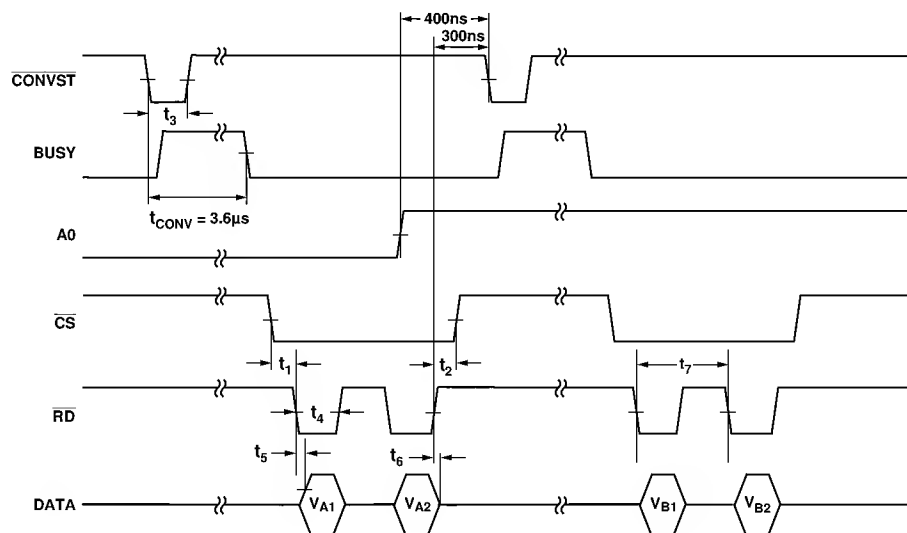 400ns
300ns
CONVST
t3
BUSY
tCONV = 3.6µs
A0
CS
t1
t2
t7
RD
t4
t5
t6
DATA
VA1
VA2
VB1
VB2